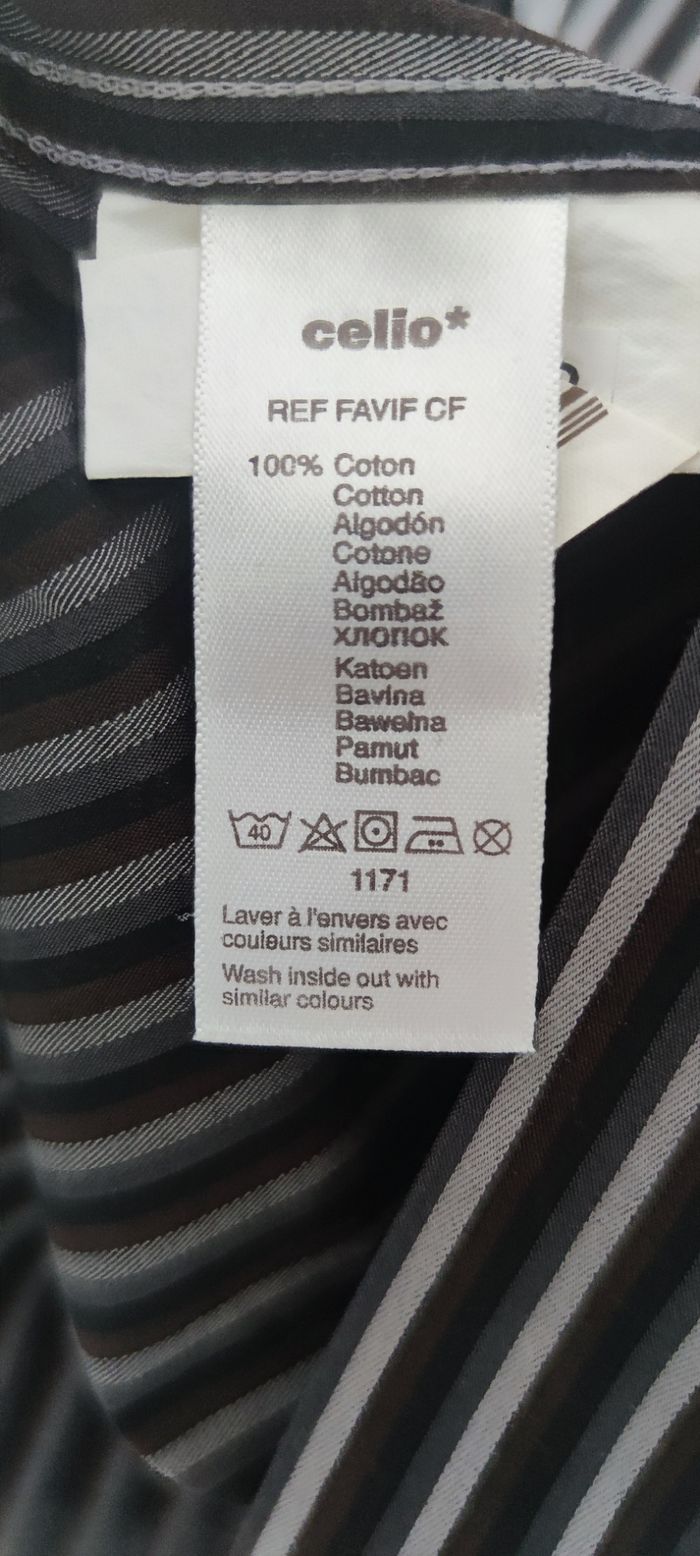 celio*
REF FAVIF CF
100% Coton
Cotton
Algodón
Cotone
Algodão
Bombaž
ХЛОПОК
Katoen
Bavlna
Bawełna
Pamut
Bumbac
40
1171
Laver à l'envers avec
couleurs similaires
Wash inside out with
similar colours